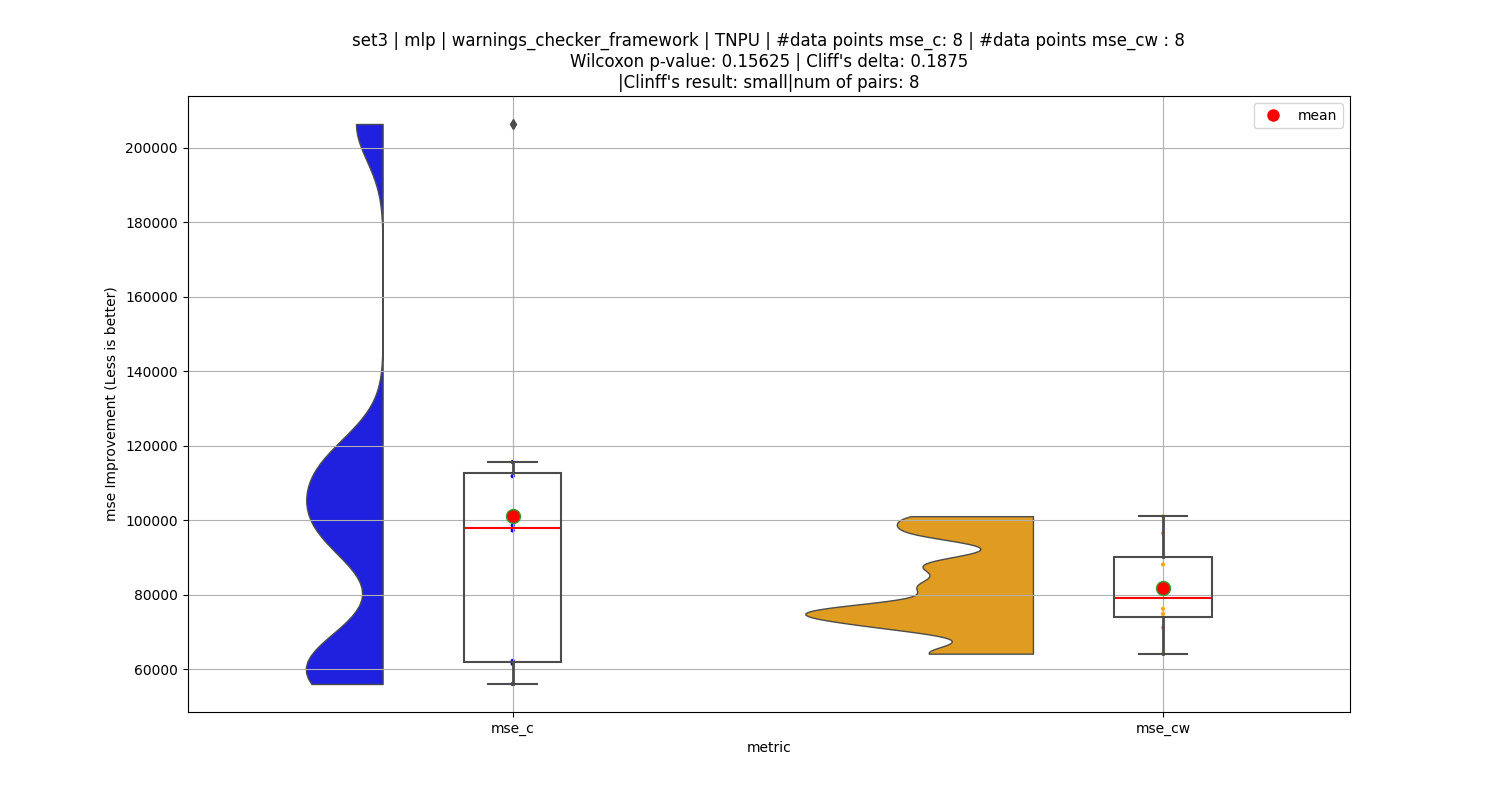 set3 | mlp | warnings_checker_framework | TNPU | #data points mse_c: 8 | #data points mse_cw : 8
Wilcoxon p-value: 0.15625 | Cliff's delta: 0.1875
|Clinff's result: small|num of pairs: 8
mean
200000
180000
160000
140000
120000
100000
80000
60000
mse Improvement (Less is better)
mse_c
mse_cw
metric